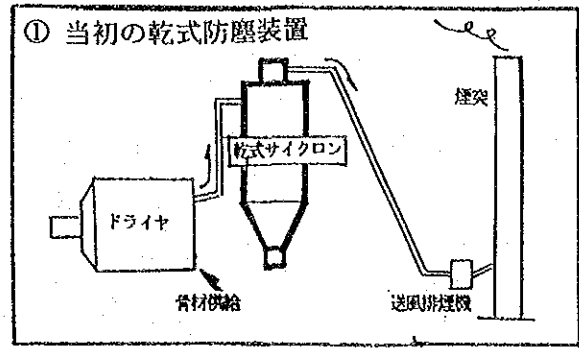 ① 当初の乾式防塵装置
煙突
乾式サイクロン
ドライヤ
骨材供給
送風排煙機